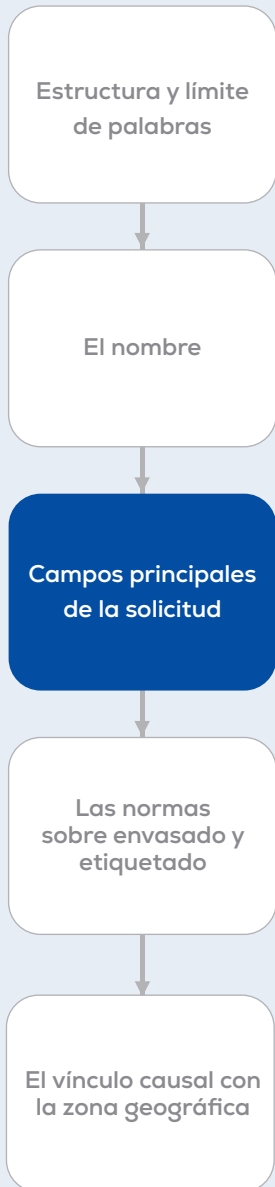 Estructura y límite
de palabras
El nombre
Campos principales
de la solicitud
Las normas
sobre envasado y
etiquetado
El vínculo causal con
la zona geográfica